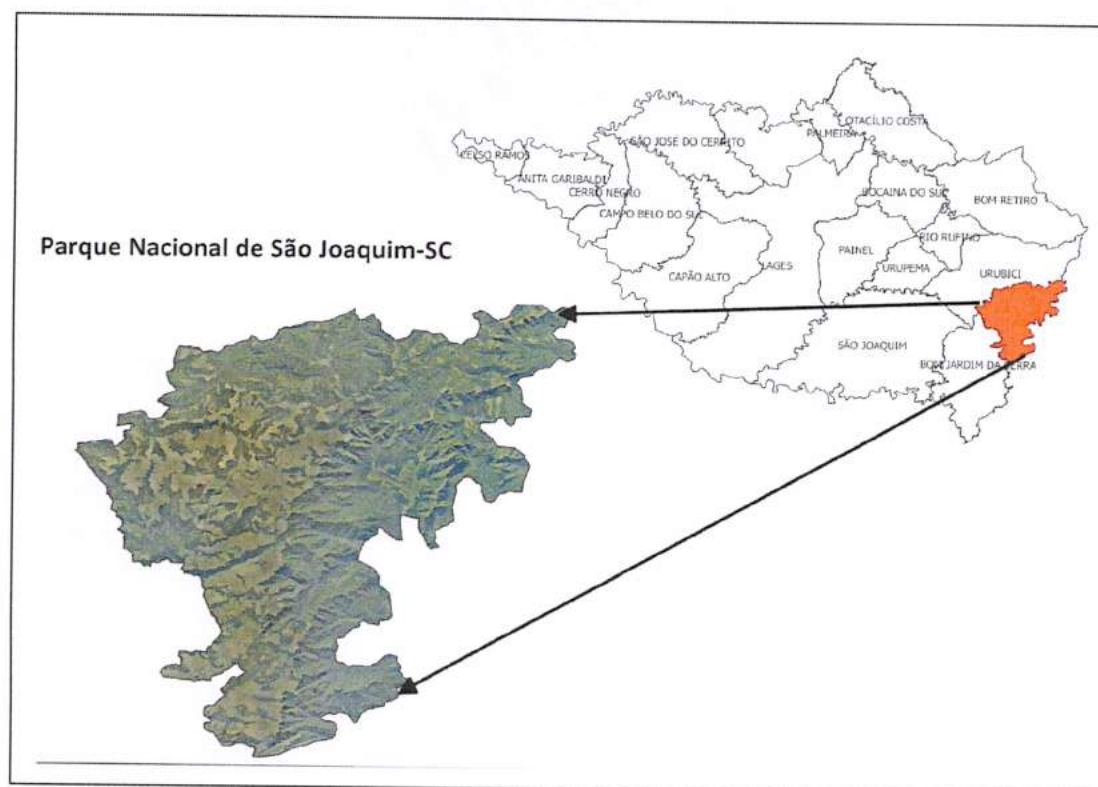 OTACÍLIO COSTA
PALMEIRA
SÃO JOSÉ DO CERRITO
CELSO RAMOS
ANITA GARIBALDI
CERRO NEGRO
BOCAINA DO SUL
BOM RETIRO
CAMPO BELO DO SUL
RIO RUFINO
PAINEL
Parque Nacional de São Joaquim-SC
LAGES
URUPEMA
URUBICI
CAPÃO ALTO
SÃO JOAQUIM
BOM JARDIM DA SERRA